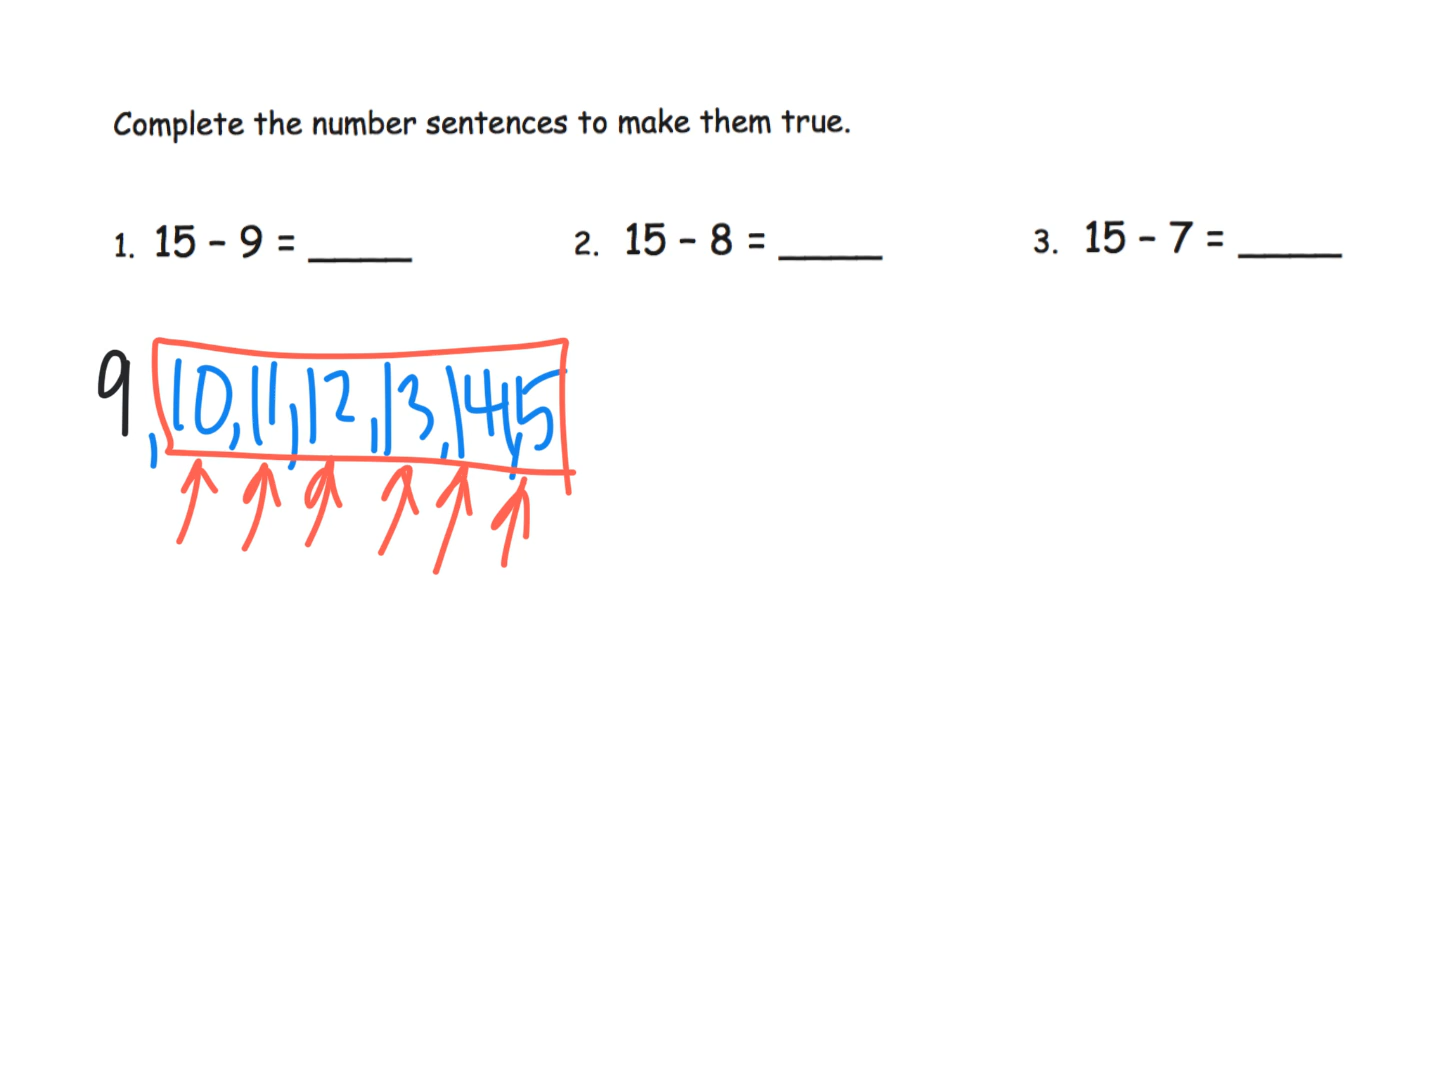 Complete the number sentences to make them true.
1. 15 - 9 = _____ 2. 15 - 8 = _____ 3. 15 - 7 = _____
9, 10, 11, 12, 13, 14, 15